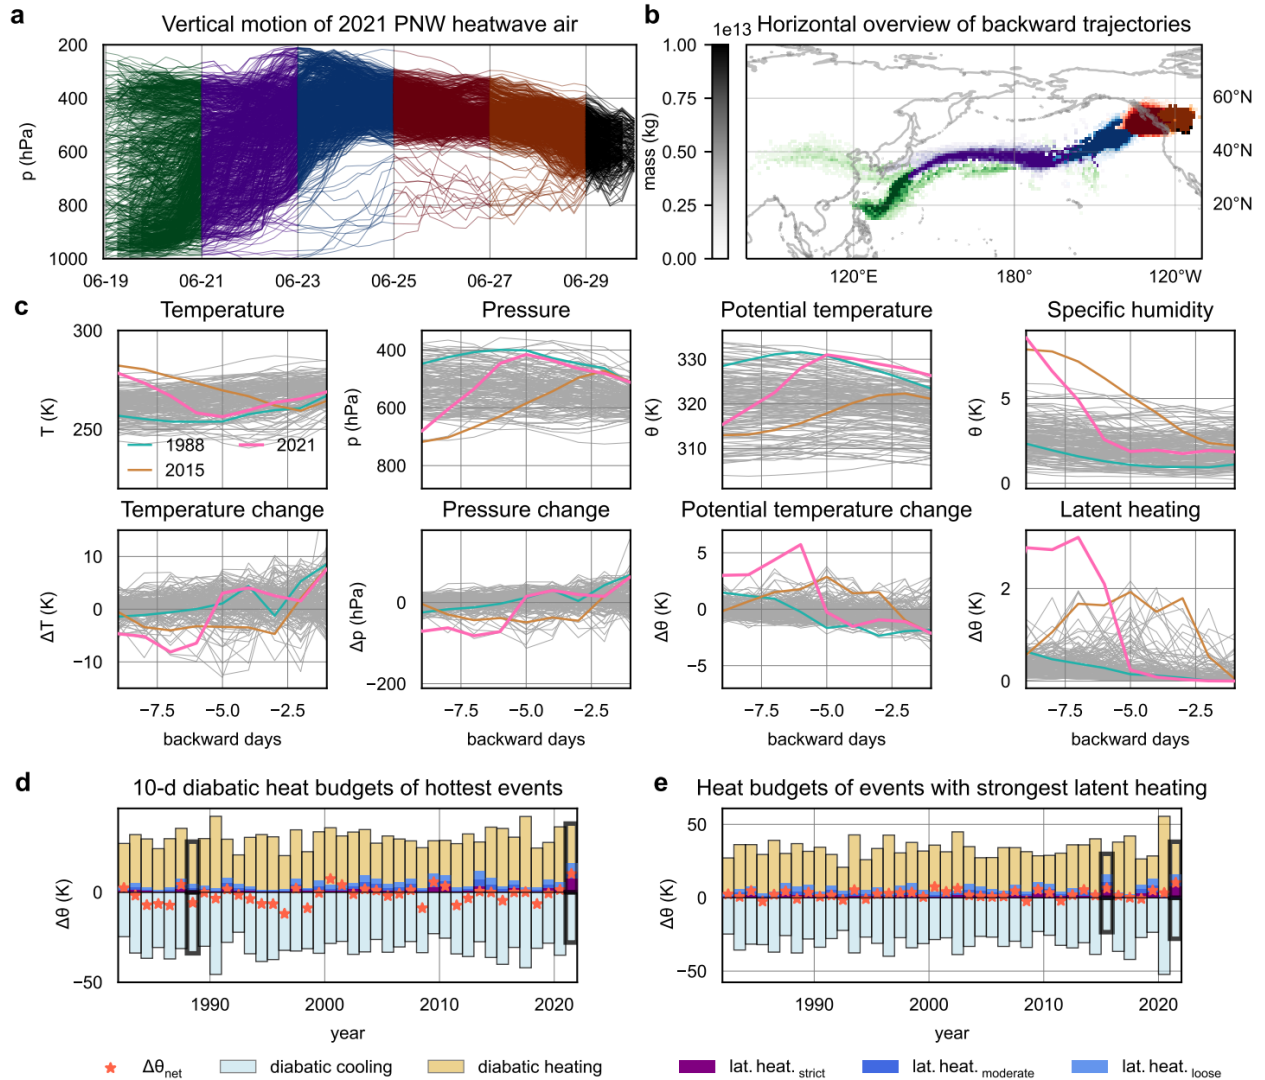 a
Vertical motion of 2021 PNW heatwave air
200
400
600
800
1000
p (hPa)
06-19
06-21
06-23
06-25
06-27
06-29
b
1e13
Horizontal overview of backward trajectories
1.00
0.75
0.50
0.25
0.00
mass (kg)
60°N
40°N
20°N
120°E
180°
120°W
c
Temperature
300
250
T (K)
1988
2021
2015
Pressure
400
600
800
p (hPa)
Potential temperature
330
320
310
θ (K)
Specific humidity
5
0
θ (K)
Temperature change
10
0
−10
ΔT (K)
−7.5
−5.0
−2.5
backward days
Pressure change
0
−200
Δp (hPa)
−7.5
−5.0
−2.5
backward days
Potential temperature change
5
0
−5
Δθ (K)
−7.5
−5.0
−2.5
backward days
Latent heating
2
0
Δθ (K)
−7.5
−5.0
−2.5
backward days
d
10-d diabatic heat budgets of hottest events
0
−50
Δθ (K)
1990
2000
2010
2020
year
e
Heat budgets of events with strongest latent heating
50
0
−50
Δθ (K)
1990
2000
2010
2020
year
Δθnet
diabatic cooling
diabatic heating
lat. heat. strict
lat. heat. moderate
lat. heat. loose